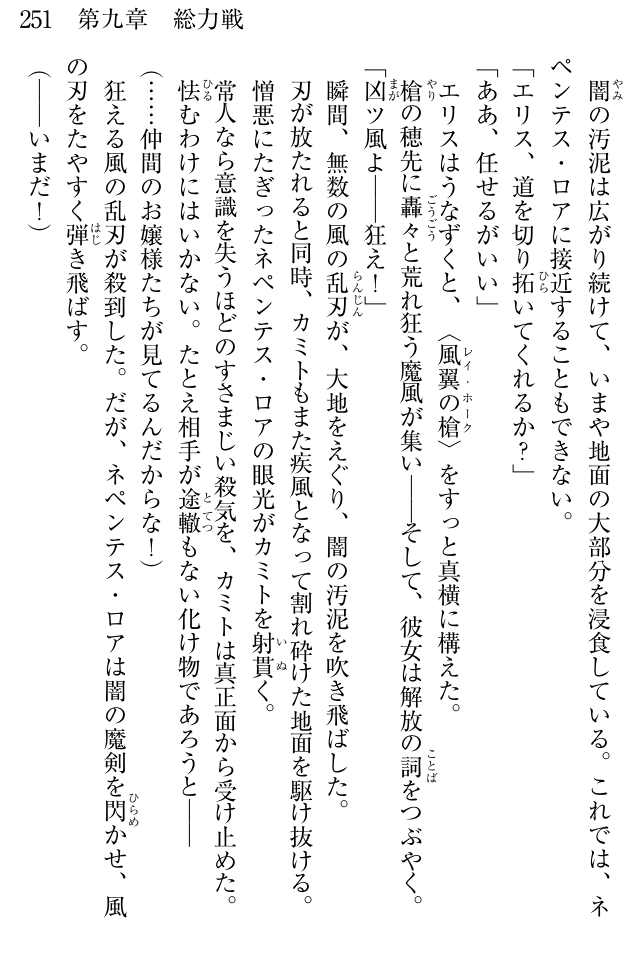 251　第九章　総力戦
闇の汚泥は広がり続けて、いまや地面の大部分を浸食している。これでは、ネ
ペンテス・ロアに接近することもできない。
「エリス、道を切り拓いてくれるか？」
「ああ、任せるがいい」
エリスはうなずくと、〈風翼の槍〉をすっと真横に構えた。
槍の穂先に轟々と荒れ狂う魔風が集い――そして、彼女は解放の詞をつぶやく。
「凶ッ風よ――狂え！」
瞬間、無数の風の乱刃が、大地をえぐり、闇の汚泥を吹き飛ばした。
刃が放たれると同時、カミトもまた疾風となって割れ砕けた地面を駆け抜ける。
憎悪にたぎったネペンテス・ロアの眼光がカミトを射貫く。
常人なら意識を失うほどのすさまじい殺気を、カミトは真正面から受け止めた。
怯むわけにはいかない。たとえ相手が途轍もない化け物であろうと――
（……仲間のお嬢様たちが見てるんだからな！）
狂える風の乱刃が殺到した。だが、ネペンテス・ロアは闇の魔剣を閃かせ、風
の刃をたやすく弾き飛ばす。
（――いまだ！）